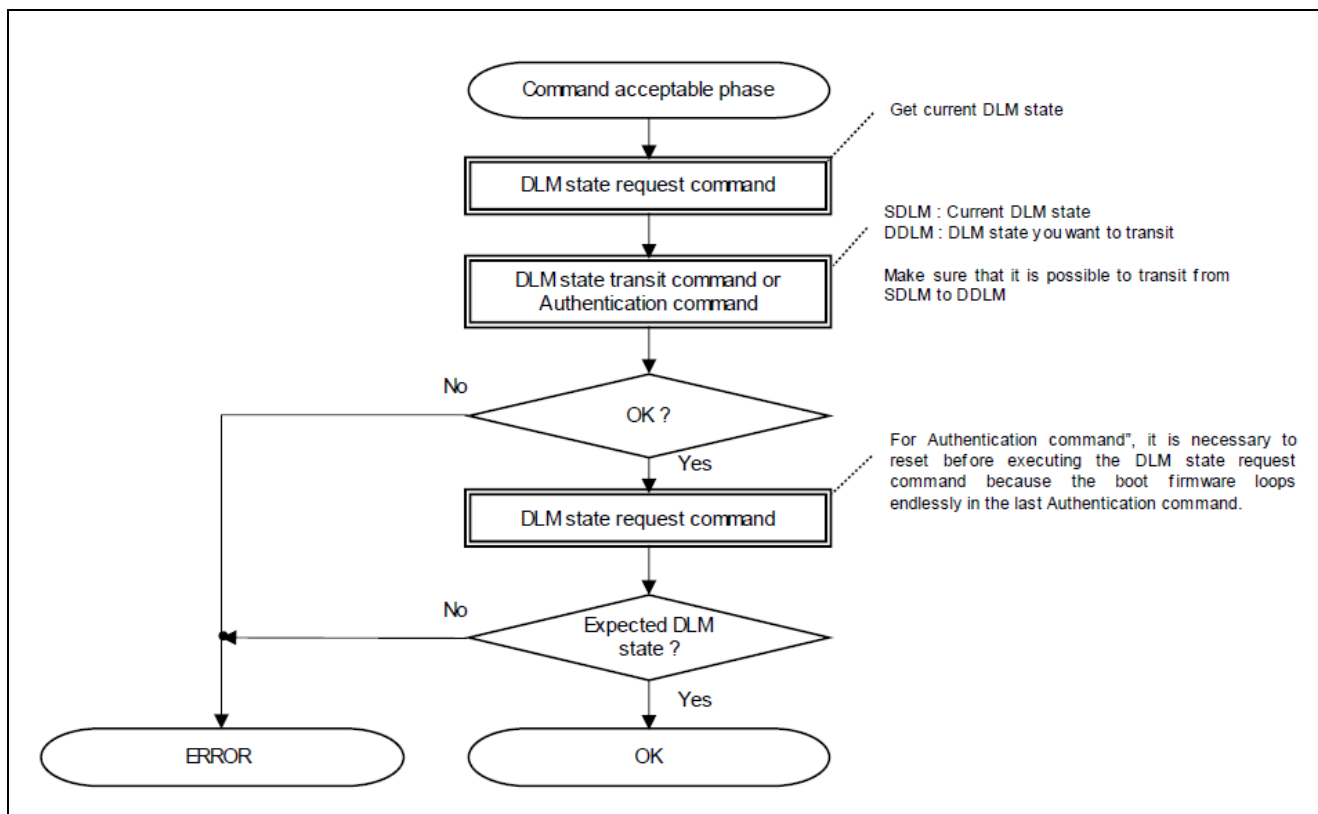 Command acceptable phase
Get current DLM state
DLM state request command
SDLM : Current DLM state
DDLM : DLM state you want to transit
Make sure that it is possible to transit from
SDLM to DDLM
DLM state transit command or
Authentication command
No
OK ?
Yes
For Authentication command”, it is necessary to
reset before executing the DLM state request
command because the boot firmware loops
endlessly in the last Authentication command.
DLM state request command
No
Expected DLM
state ?
Yes
ERROR
OK